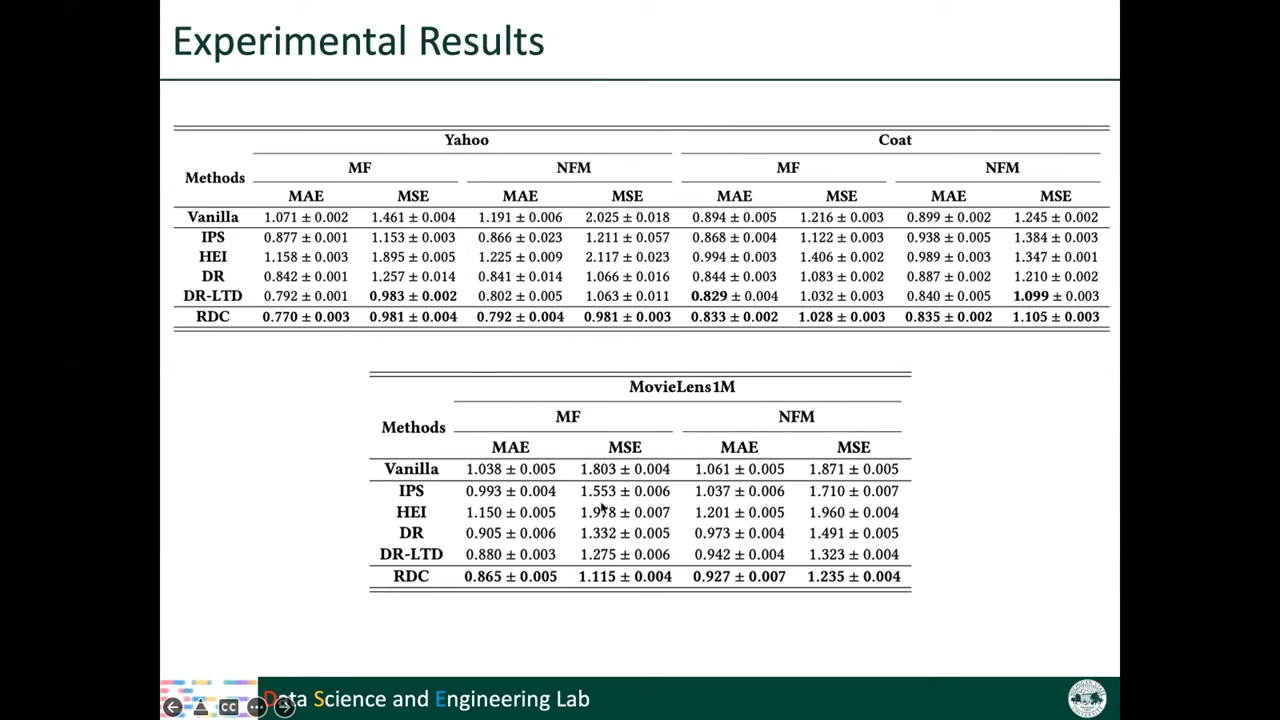 Experimental Results
Yahoo Coat
Methods MF NFM MF NFM
MAE MSE MAE MSE MAE MSE MAE MSE
Vanilla 1.071 ± 0.002 1.461 ± 0.004 1.191 ± 0.006 2.025 ± 0.018 0.894 ± 0.005 1.216 ± 0.003 0.899 ± 0.002 1.245 ± 0.002
IPS 0.877 ± 0.001 1.153 ± 0.003 0.866 ± 0.023 1.211 ± 0.057 0.868 ± 0.004 1.122 ± 0.003 0.938 ± 0.005 1.384 ± 0.003
HEI 1.158 ± 0.003 1.895 ± 0.005 1.225 ± 0.009 2.117 ± 0.023 0.994 ± 0.003 1.406 ± 0.002 0.989 ± 0.003 1.347 ± 0.001
DR 0.842 ± 0.001 1.257 ± 0.014 0.841 ± 0.014 1.066 ± 0.016 0.844 ± 0.003 1.083 ± 0.002 0.887 ± 0.002 1.210 ± 0.002
DR-LTD 0.792 ± 0.001 0.983 ± 0.002 0.802 ± 0.005 1.063 ± 0.011 0.829 ± 0.004 1.032 ± 0.003 0.840 ± 0.005 1.099 ± 0.003
RDC 0.770 ± 0.003 0.981 ± 0.004 0.792 ± 0.004 0.981 ± 0.003 0.833 ± 0.002 1.028 ± 0.003 0.835 ± 0.002 1.105 ± 0.003
MovieLens1M
Methods MF NFM
MAE MSE MAE MSE
Vanilla 1.038 ± 0.005 1.803 ± 0.004 1.061 ± 0.005 1.871 ± 0.005
IPS 0.993 ± 0.004 1.553 ± 0.006 1.037 ± 0.006 1.710 ± 0.007
HEI 1.150 ± 0.005 ± 0.007 1.201 ± 0.005 1.960 ± 0.004
DR 0.905 ± 0.006 1.332 ± 0.005 0.973 ± 0.004 1.491 ± 0.005
DR-LTD 0.880 ± 0.003 1.275 ± 0.006 0.942 ± 0.004 1.323 ± 0.004
RDC 0.865 ± 0.005 1.115 ± 0.004 0.927 ± 0.007 1.235 ± 0.004
CC
Data Science and Engineering Lab